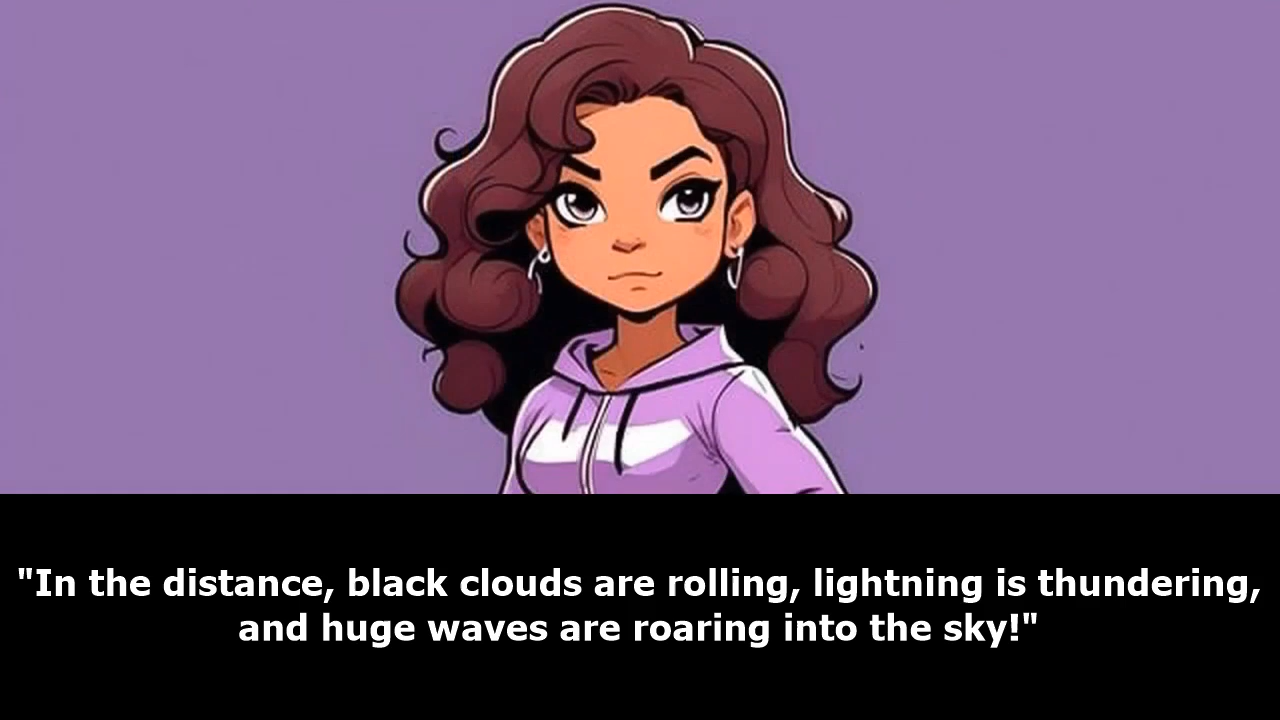 "In the distance, black clouds are rolling, lightning is thundering,
and huge waves are roaring into the sky!"